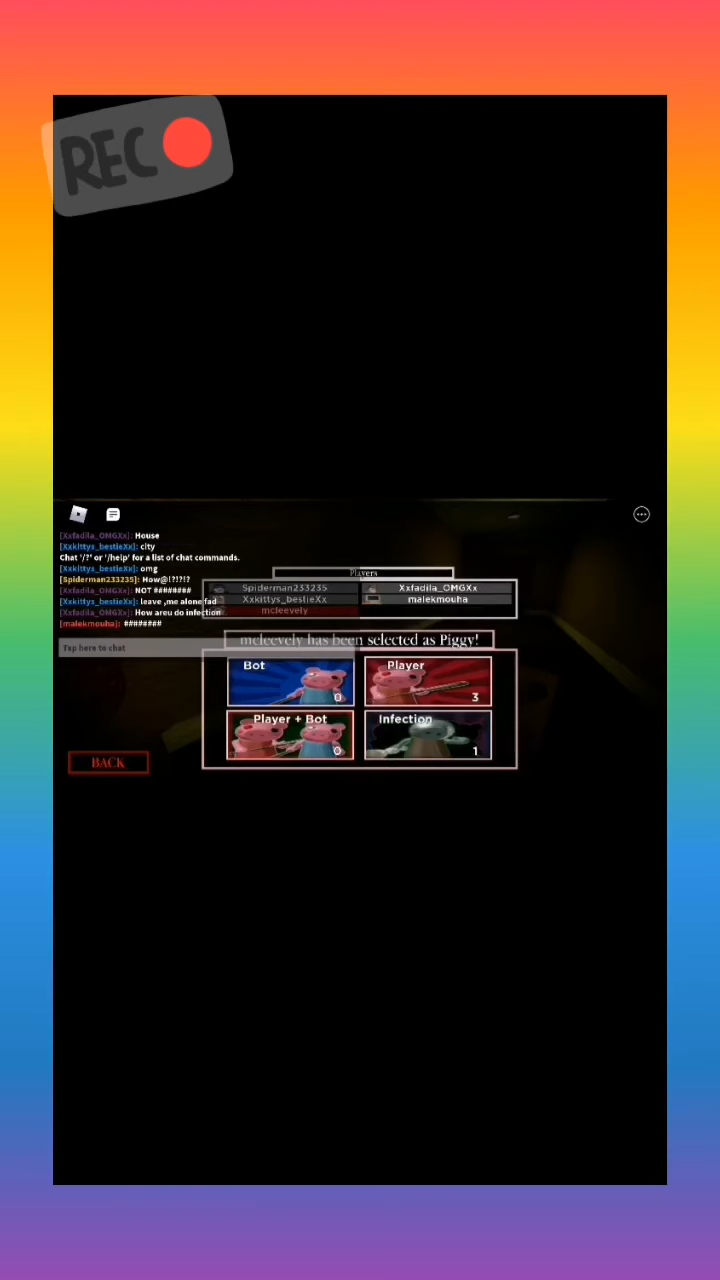 REC
[Xxfadila_OMGXx]: House
[Xxkittys_bestieXx]: city
Chat '/?' or '/help' for a list of chat commands.
[Xxkittys_bestieXx]: omg
[Spiderman233235]: How@!?!?!?
[Xxfadila_OMGXx]: NOT ########
[Xxkittys_bestieXx]: leave ,me alone fad
[Xxfadila_OMGXx]: How areu do infection
[malekmouha]: ########
Tap here to chat
Players
Spiderman233235 Xxfadila_OMGXx
Xxkittys_bestieXx malekmouha
mcleevely
mcleevely has been selected as Piggy!
Bot Player
0 3
Player + Bot Infection
0 1
BACK